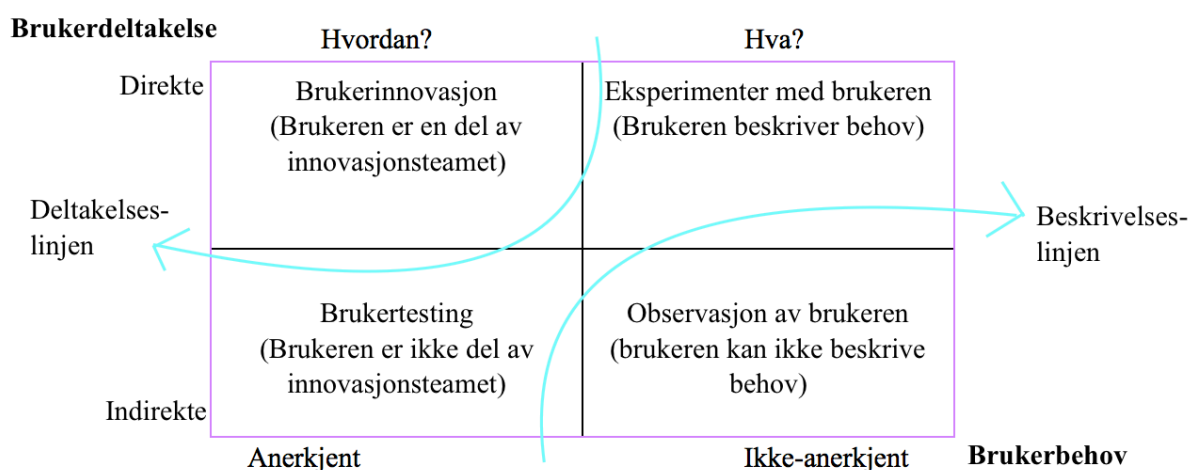 Brukerdeltakelse
Hvordan?
Hva?
Direkte
Brukerinnovasjon
(Brukeren er en del av
innovasjonsteamet)
Eksperimenter med brukeren
(Brukeren beskriver behov)
Deltakelses-
linjen
Beskrivelses-
linjen
Brukertesting
(Brukeren er ikke del av
innovasjonsteamet)
Observasjon av brukeren
(brukeren kan ikke beskrive
behov)
Indirekte
Anerkjent
Ikke-anerkjent
Brukerbehov